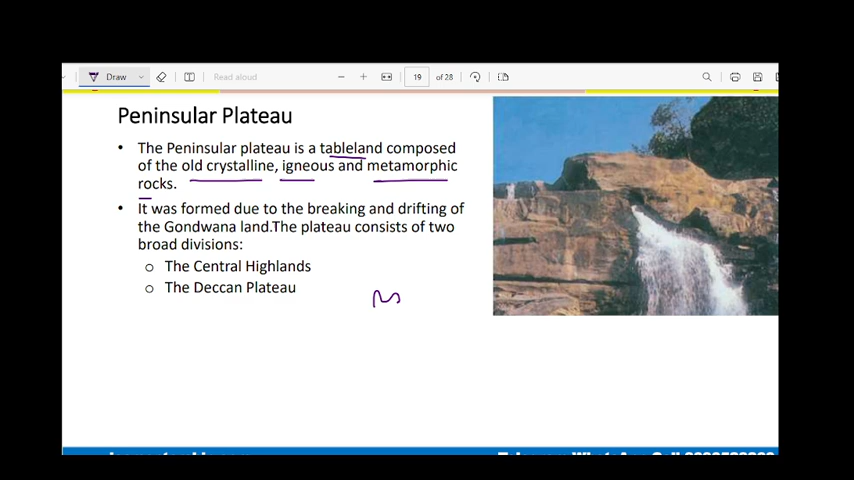 Draw
Read aloud
19
of 28
Peninsular Plateau
• The Peninsular plateau is a tableland composed
of the old crystalline, igneous and metamorphic
rocks.
• It was formed due to the breaking and drifting of
the Gondwana land.The plateau consists of two
broad divisions:
o The Central Highlands
o The Deccan Plateau